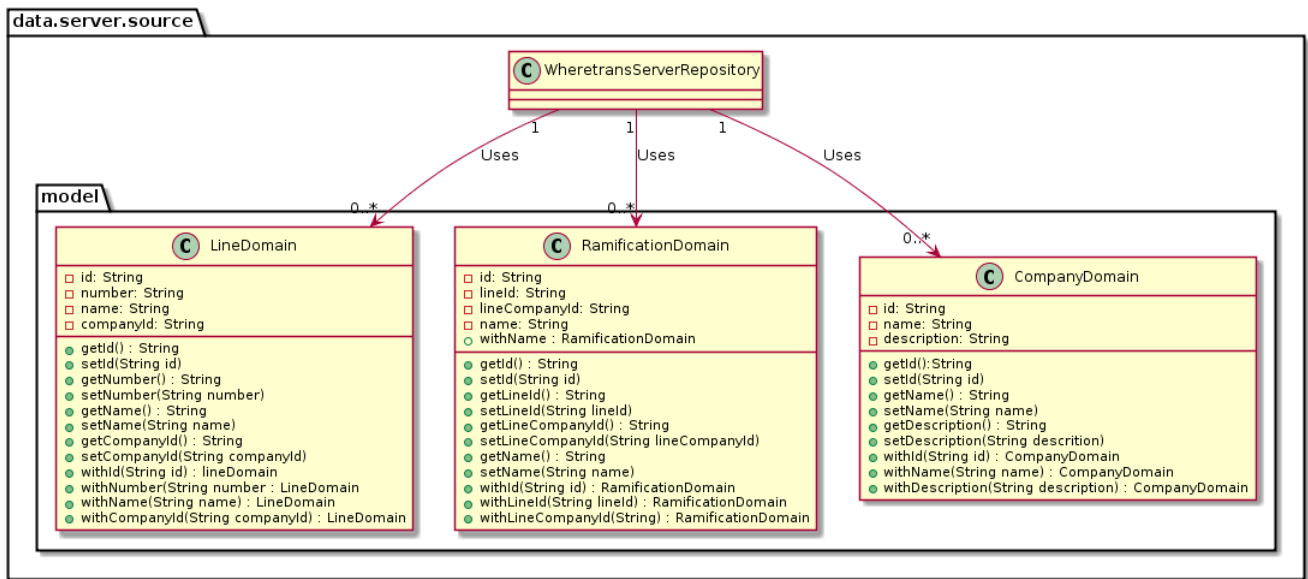 data.server.source
C WheretransServerRepository
1
1
1
Uses
Uses
Uses
model
0..*
0..*
0..*
C LineDomain
id: String
number: String
name: String
companyId: String
getId() : String
setId(String id)
getNumber() : String
setNumber(String number)
getName() : String
setName(String name)
getCompanyId() : String
setCompanyId(String companyId)
withId(String id) : lineDomain
withNumber(String number : LineDomain
withName(String name) : LineDomain
withCompanyId(String companyId) : LineDomain
C RamificationDomain
id: String
lineId: String
lineCompanyId: String
name: String
withName : RamificationDomain
getId() : String
setId(String id)
getLineId() : String
setLineId(String lineId)
getLineCompanyId() : String
setLineCompanyId(String lineCompanyId)
getName() : String
setName(String name)
withId(String id) : RamificationDomain
withLineId(String lineId) : RamificationDomain
withLineCompanyId(String) : RamificationDomain
C CompanyDomain
id: String
name: String
description: String
getId():String
setId(String id)
getName() : String
setName(String name)
getDescription() : String
setDescription(String descrition)
withId(String id) : CompanyDomain
withName(String name) : CompanyDomain
withDescription(String description) : CompanyDomain